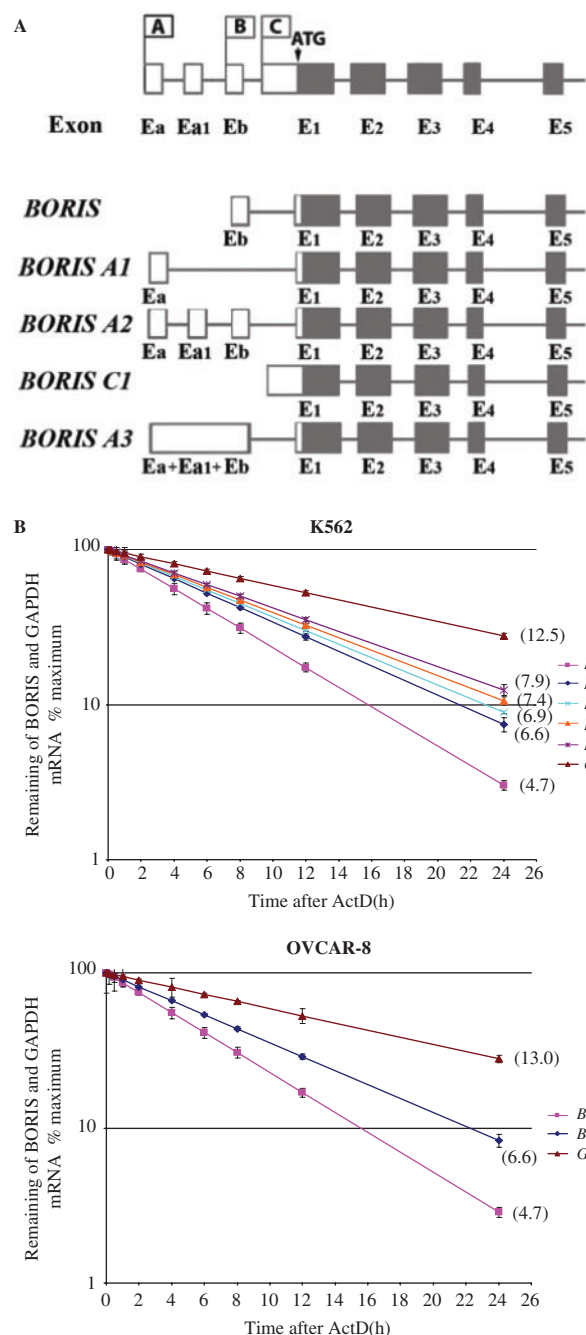 A
A B C
ATG
Exon Ea Ea1 Eb E1 E2 E3 E4 E5
BORIS
Eb E1 E2 E3 E4 E5
BORIS A1
Ea E1 E2 E3 E4 E5
BORIS A2
Ea Ea1 Eb E1 E2 E3 E4 E5
BORIS C1
E1 E2 E3 E4 E5
BORIS A3
Ea+Ea1+Eb E1 E2 E3 E4 E5
B
K562
Remaining of BORIS and GAPDH
mRNA % maximum
100
10
1
(12.5)
(7.9)
(7.4)
(6.9)
(6.6)
(4.7)
0 2 4 6 8 10 12 14 16 18 20 22 24 26
Time after ActD(h)
OVCAR-8
Remaining of BORIS and GAPDH
mRNA % maximum
100
10
1
(13.0)
(6.6)
(4.7)
B
B
G
0 2 4 6 8 10 12 14 16 18 20 22 24 26
Time after ActD(h)